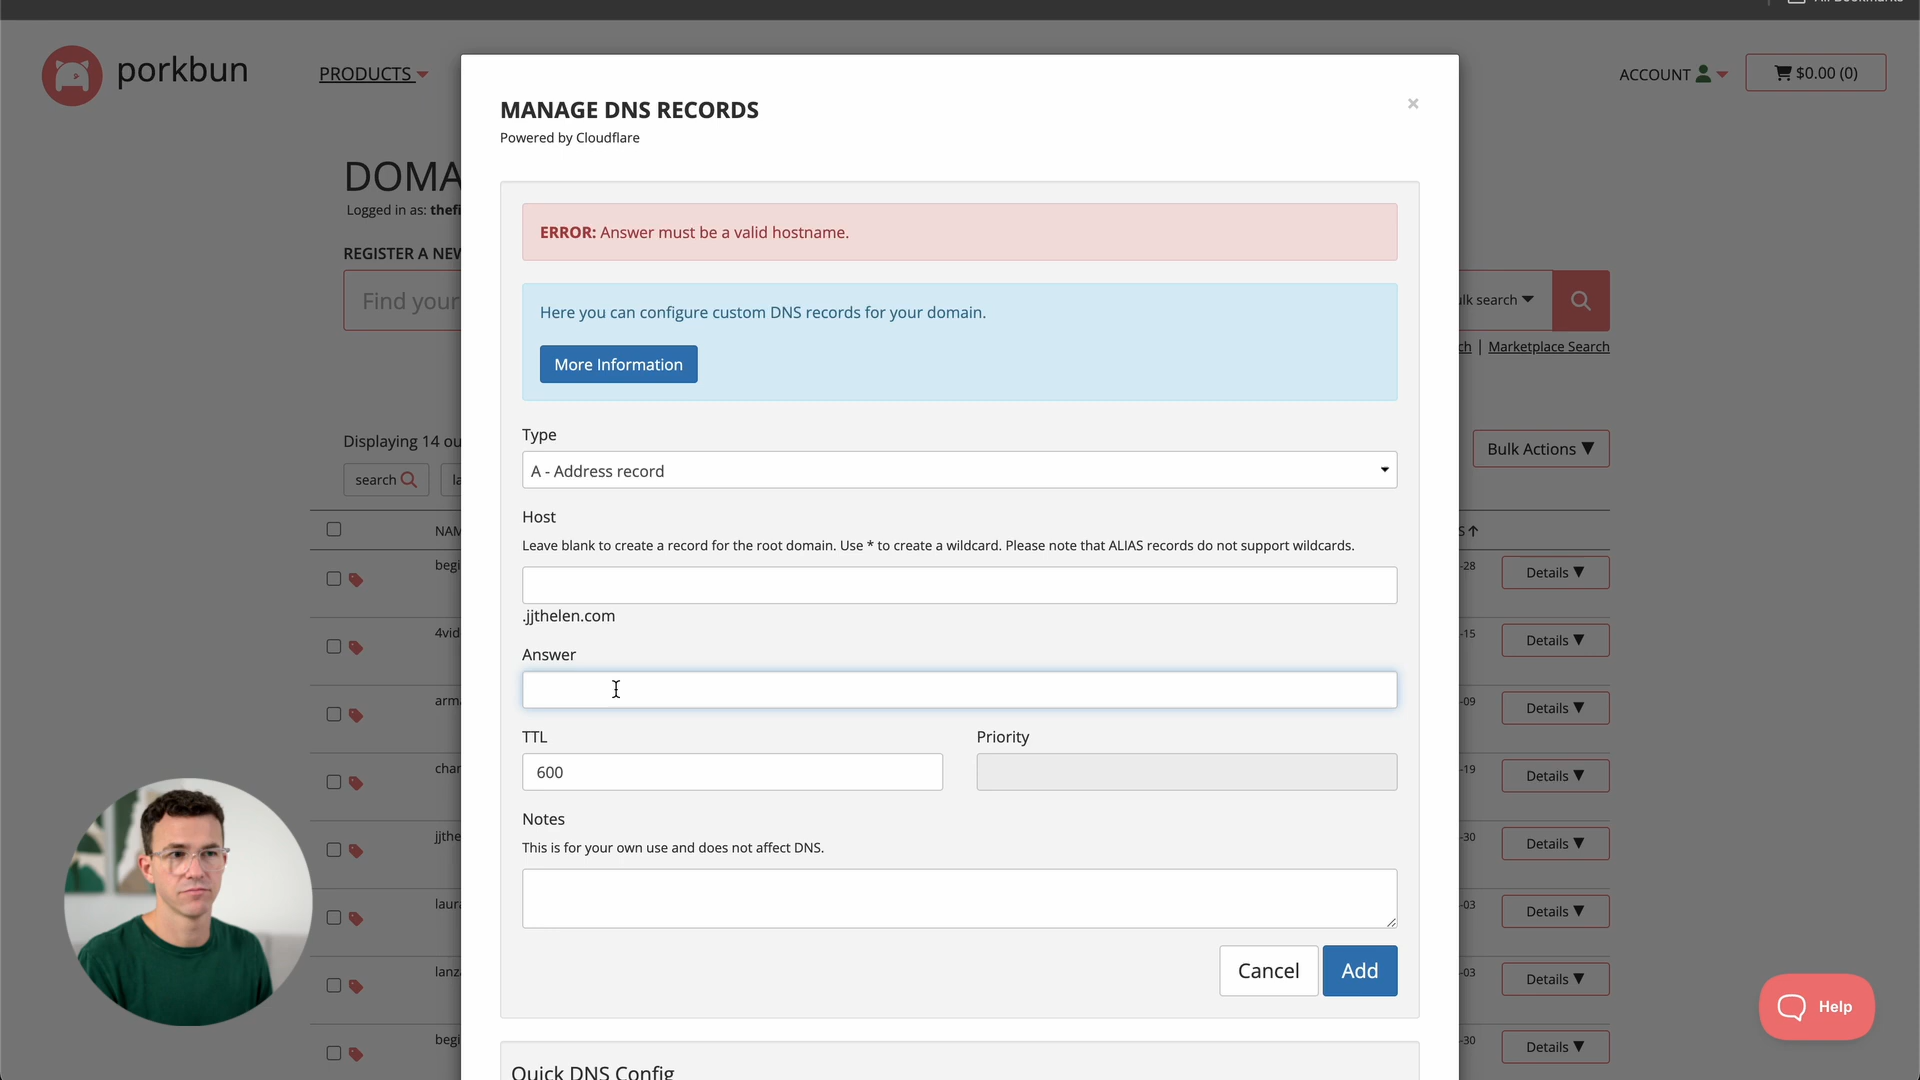 All Bookmarks
porkbun
PRODUCTS
ACCOUNT
$0.00 (0)
MANAGE DNS RECORDS
Powered by Cloudflare
DOMA
Logged in as: thefi
REGISTER A NEW
Find your
ulk search
ch | Marketplace Search
ERROR: Answer must be a valid hostname.
Here you can configure custom DNS records for your domain.
More Information
Displaying 14 ou
Bulk Actions
search
la
Type
A - Address record
Host
Leave blank to create a record for the root domain. Use * to create a wildcard. Please note that ALIAS records do not support wildcards.
.jjthelen.com
Answer
TTL
Priority
600
Notes
This is for your own use and does not affect DNS.
Cancel
Add
NAM
S
begi
-28
Details
4vid
-15
Details
arma
-09
Details
char
-19
Details
jjthe
-30
Details
laura
-03
Details
lanza
-03
Details
begi
-30
Details
Help
Quick DNS Config